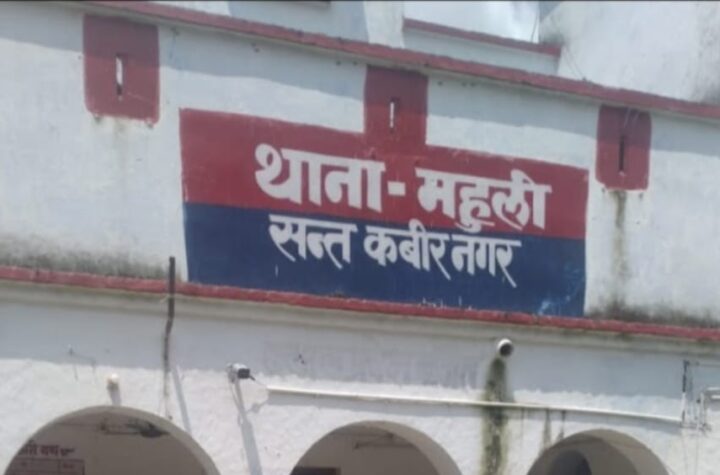 थाना - महुली
सन्त कबीर नगर